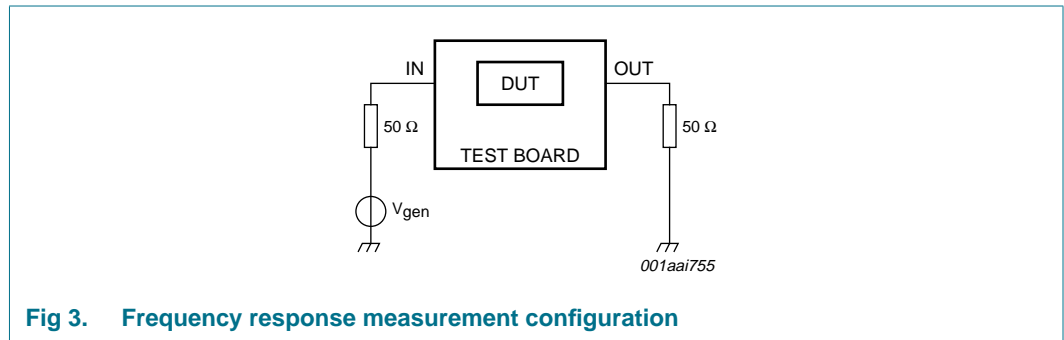 IN
OUT
DUT
50 Ω
50 Ω
TEST BOARD
Vgen
001aai755
Fig 3. Frequency response measurement configuration